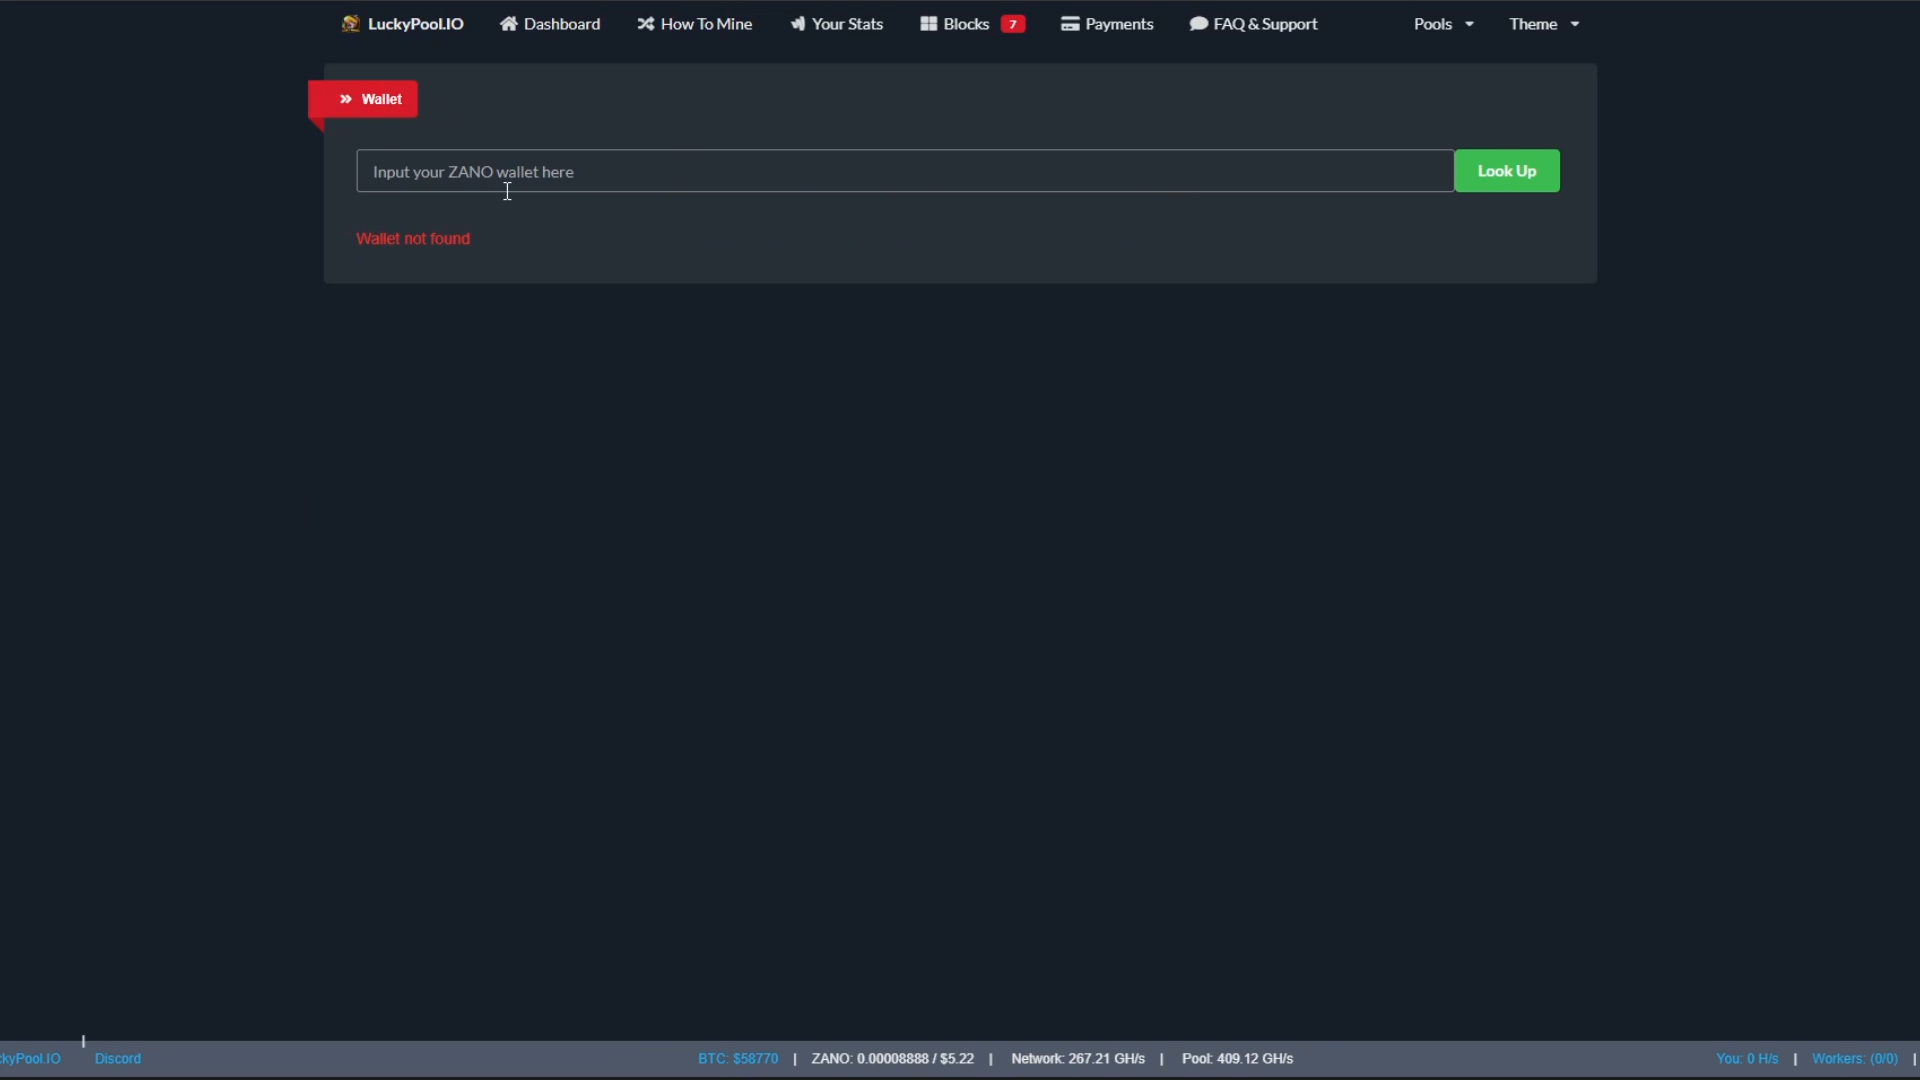 LuckyPool.IO Dashboard How To Mine Your Stats Blocks 7 Payments FAQ & Support Pools Theme
» Wallet
Input your ZANO wallet here Look Up
Wallet not found
ckyPool.IO | Discord BTC: $58770 | ZANO: 0.00008888 / $5.22 | Network: 267.21 GH/s | Pool: 409.12 GH/s You: 0 H/s | Workers: (0/0) |